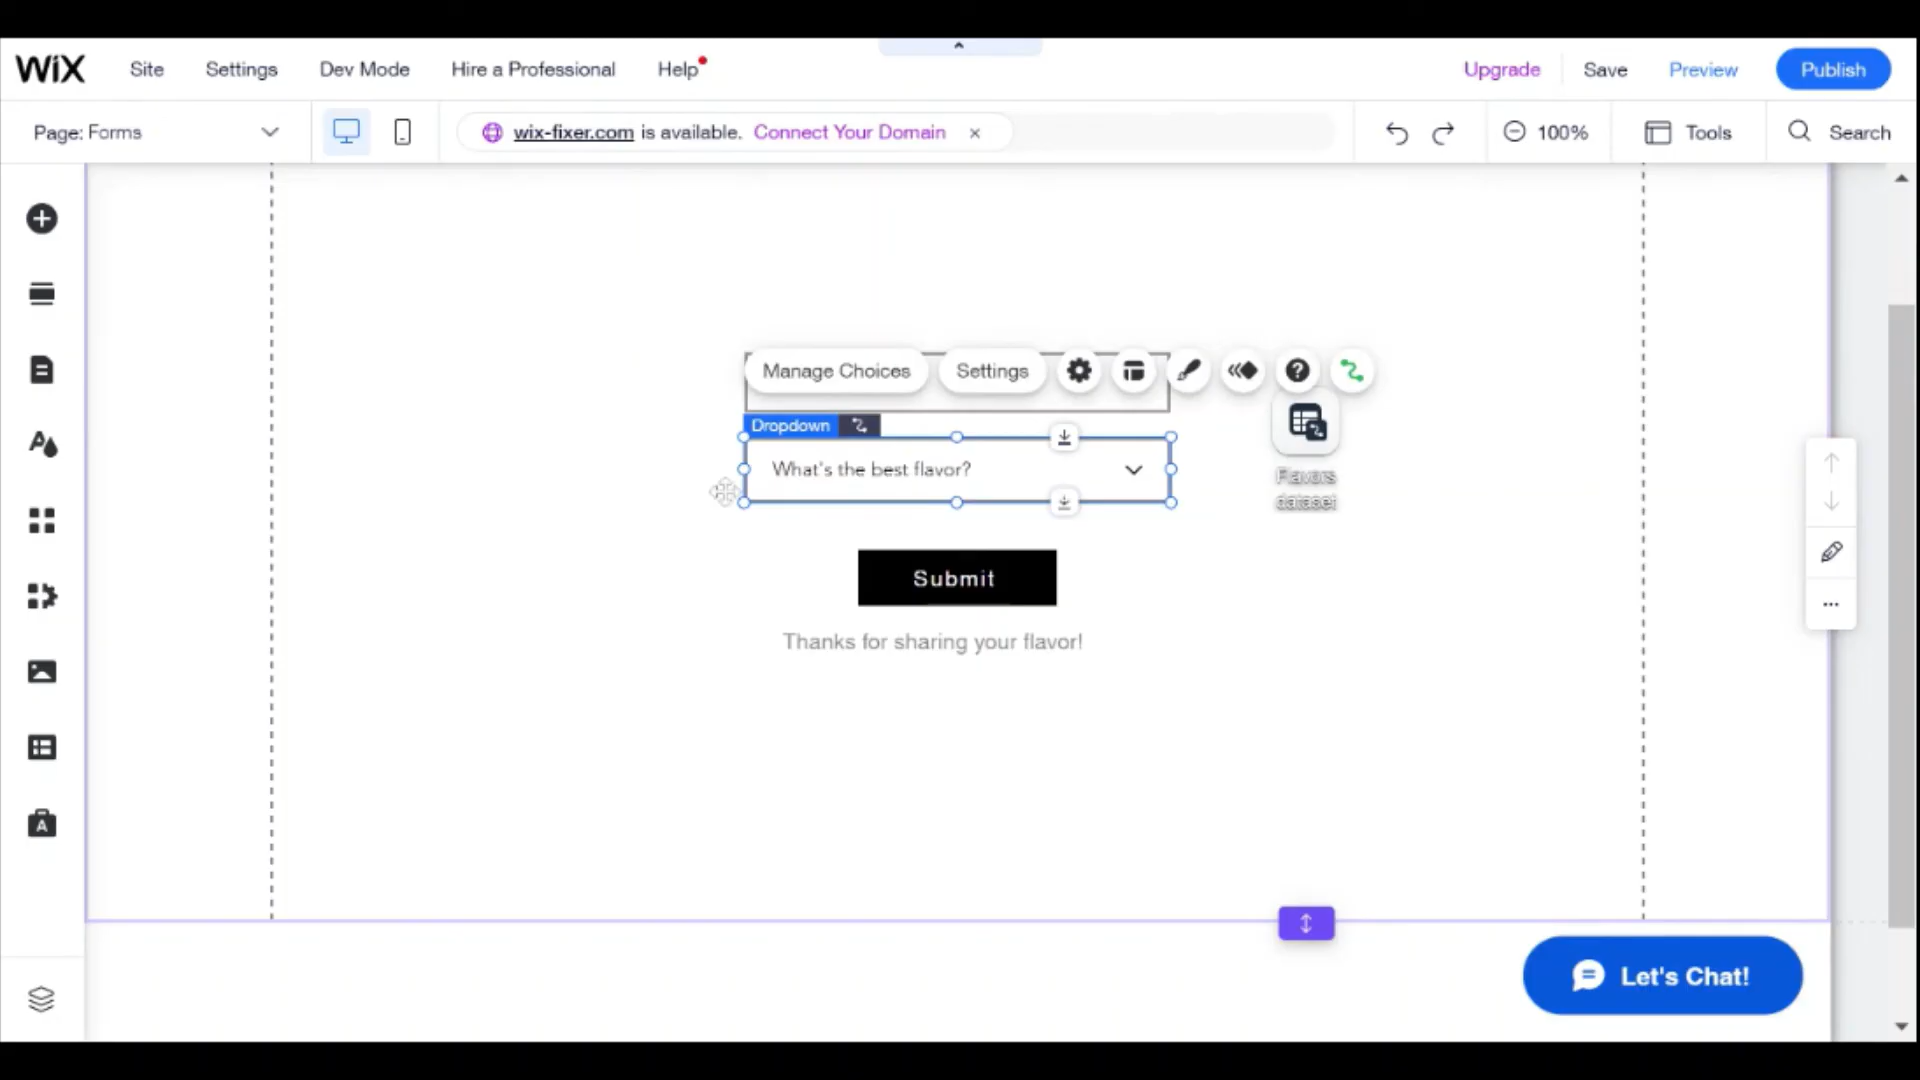 WiX Site Settings Dev Mode Hire a Professional Help Upgrade Save Preview Publish
Page: Forms wix-fixer.com is available. Connect Your Domain × 100% Tools Search
Manage Choices Settings
Dropdown
What's the best flavor?
Flavors
dataset
Submit
Thanks for sharing your flavor!
Let's Chat!